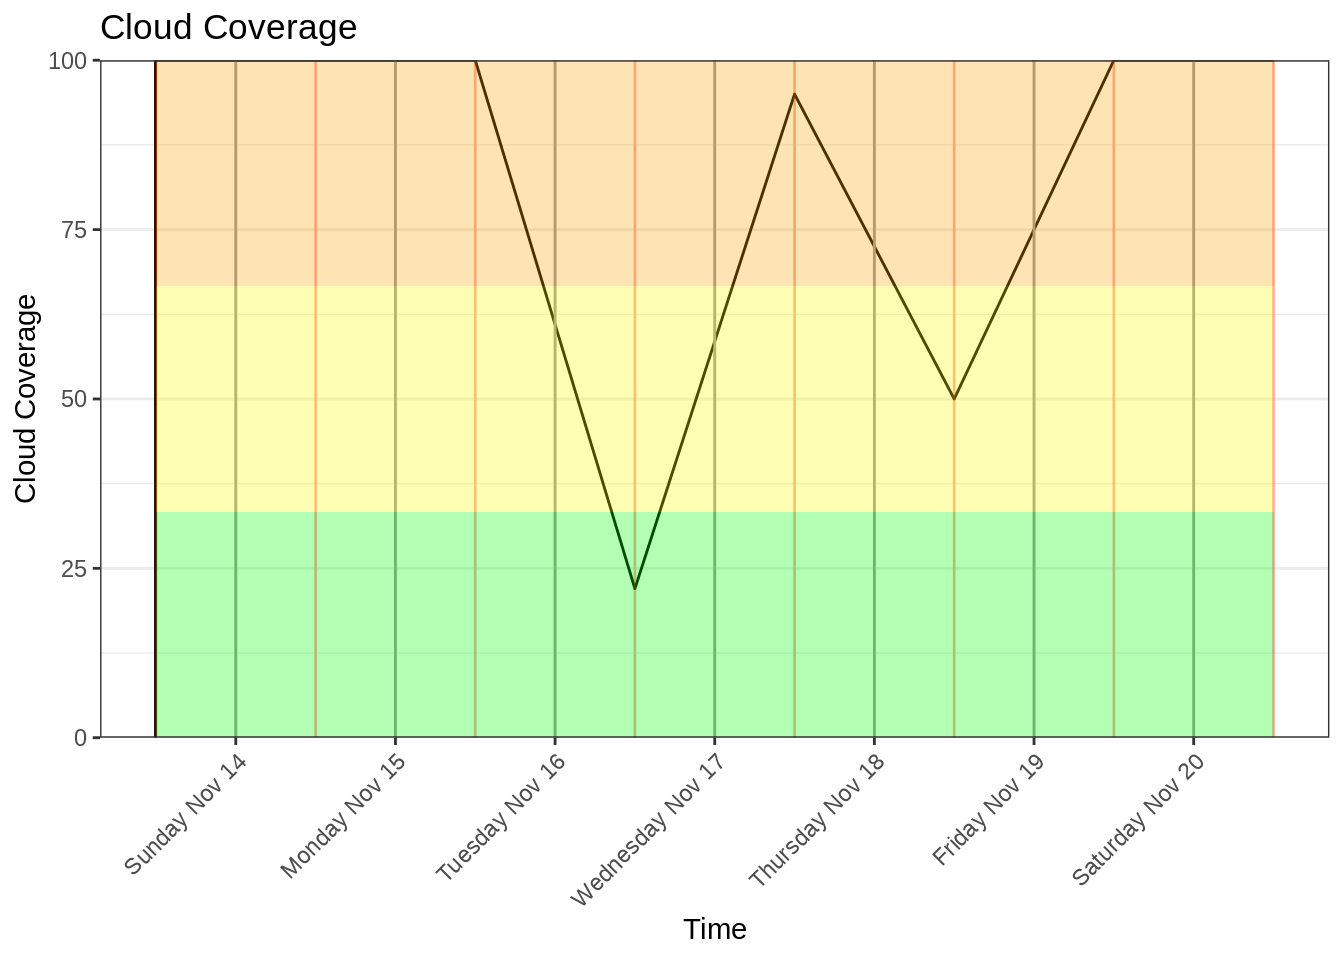 Cloud Coverage
100
75
50
25
0
Cloud Coverage
Sunday Nov 14
Monday Nov 15
Tuesday Nov 16
Wednesday Nov 17
Thursday Nov 18
Friday Nov 19
Saturday Nov 20
Time